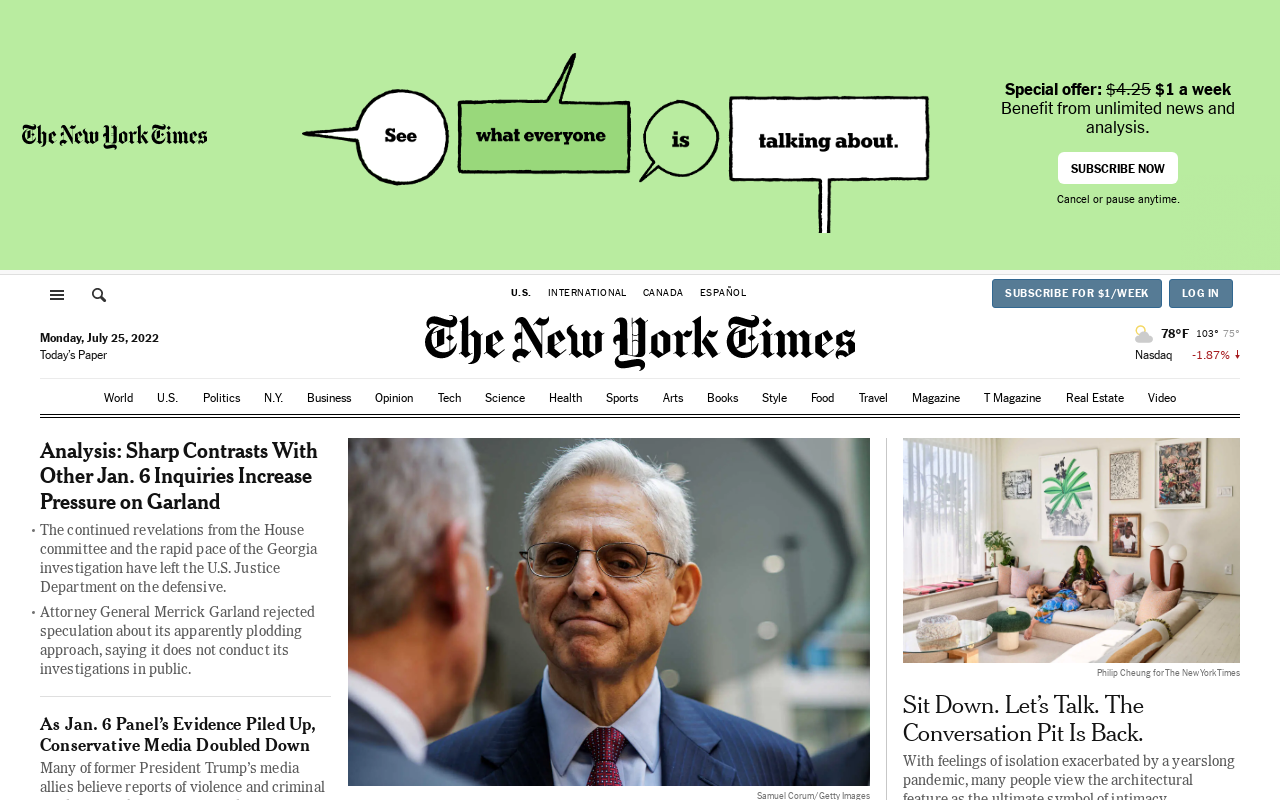 The New York Times
See
what everyone
is
talking about.
Special offer: $4.25 $1 a week
Benefit from unlimited news and
analysis.
SUBSCRIBE NOW
Cancel or pause anytime.
U.S. INTERNATIONAL CANADA ESPAÑOL
SUBSCRIBE FOR $1/WEEK LOG IN
Monday, July 25, 2022
Today's Paper
The New York Times
78°F 103° 75°
Nasdaq -1.87% ↓
World U.S. Politics N.Y. Business Opinion Tech Science Health Sports Arts Books Style Food Travel Magazine T Magazine Real Estate Video
Analysis: Sharp Contrasts With
Other Jan. 6 Inquiries Increase
Pressure on Garland
• The continued revelations from the House
committee and the rapid pace of the Georgia
investigation have left the U.S. Justice
Department on the defensive.
• Attorney General Merrick Garland rejected
speculation about its apparently plodding
approach, saying it does not conduct its
investigations in public.
As Jan. 6 Panel's Evidence Piled Up,
Conservative Media Doubled Down
Many of former President Trump's media
allies believe reports of violence and criminal
Samuel Corum/Getty Images
Philip Cheung for The New York Times
Sit Down. Let's Talk. The
Conversation Pit Is Back.
With feelings of isolation exacerbated by a yearslong
pandemic, many people view the architectural
feature as the ultimate symbol of intimacy.